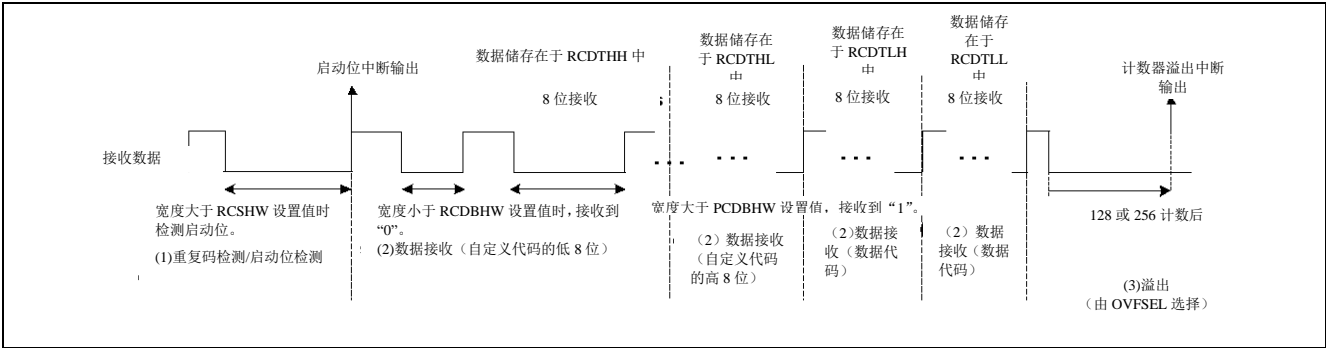 数据储存在于 RCDTHH 中
数据储存在
于 RCDTHL
中
数据储存在
于 RCDTLH
中
数据储存
在于
RCDTLL
中
启动位中断输出
计数器溢出中断
输出
8 位接收
8 位接收
8 位接收
8 位接收
接收数据
宽度大于 RCSHW 设置值时
检测启动位。
(1)重复码检测/启动位检测
宽度小于 RCDBHW 设置值时，接收到
“0”。
(2)数据接收（自定义代码的低 8 位）
宽度大于 PCDBHW 设置值，接收到“1”。
（2）数据接收
（自定义代码
的高 8 位）
（2)数据接
收（数据代
码）
（2）数据
接收（数据
代码）
128 或 256 计数后
(3)溢出
（由 OVFSEL 选择）